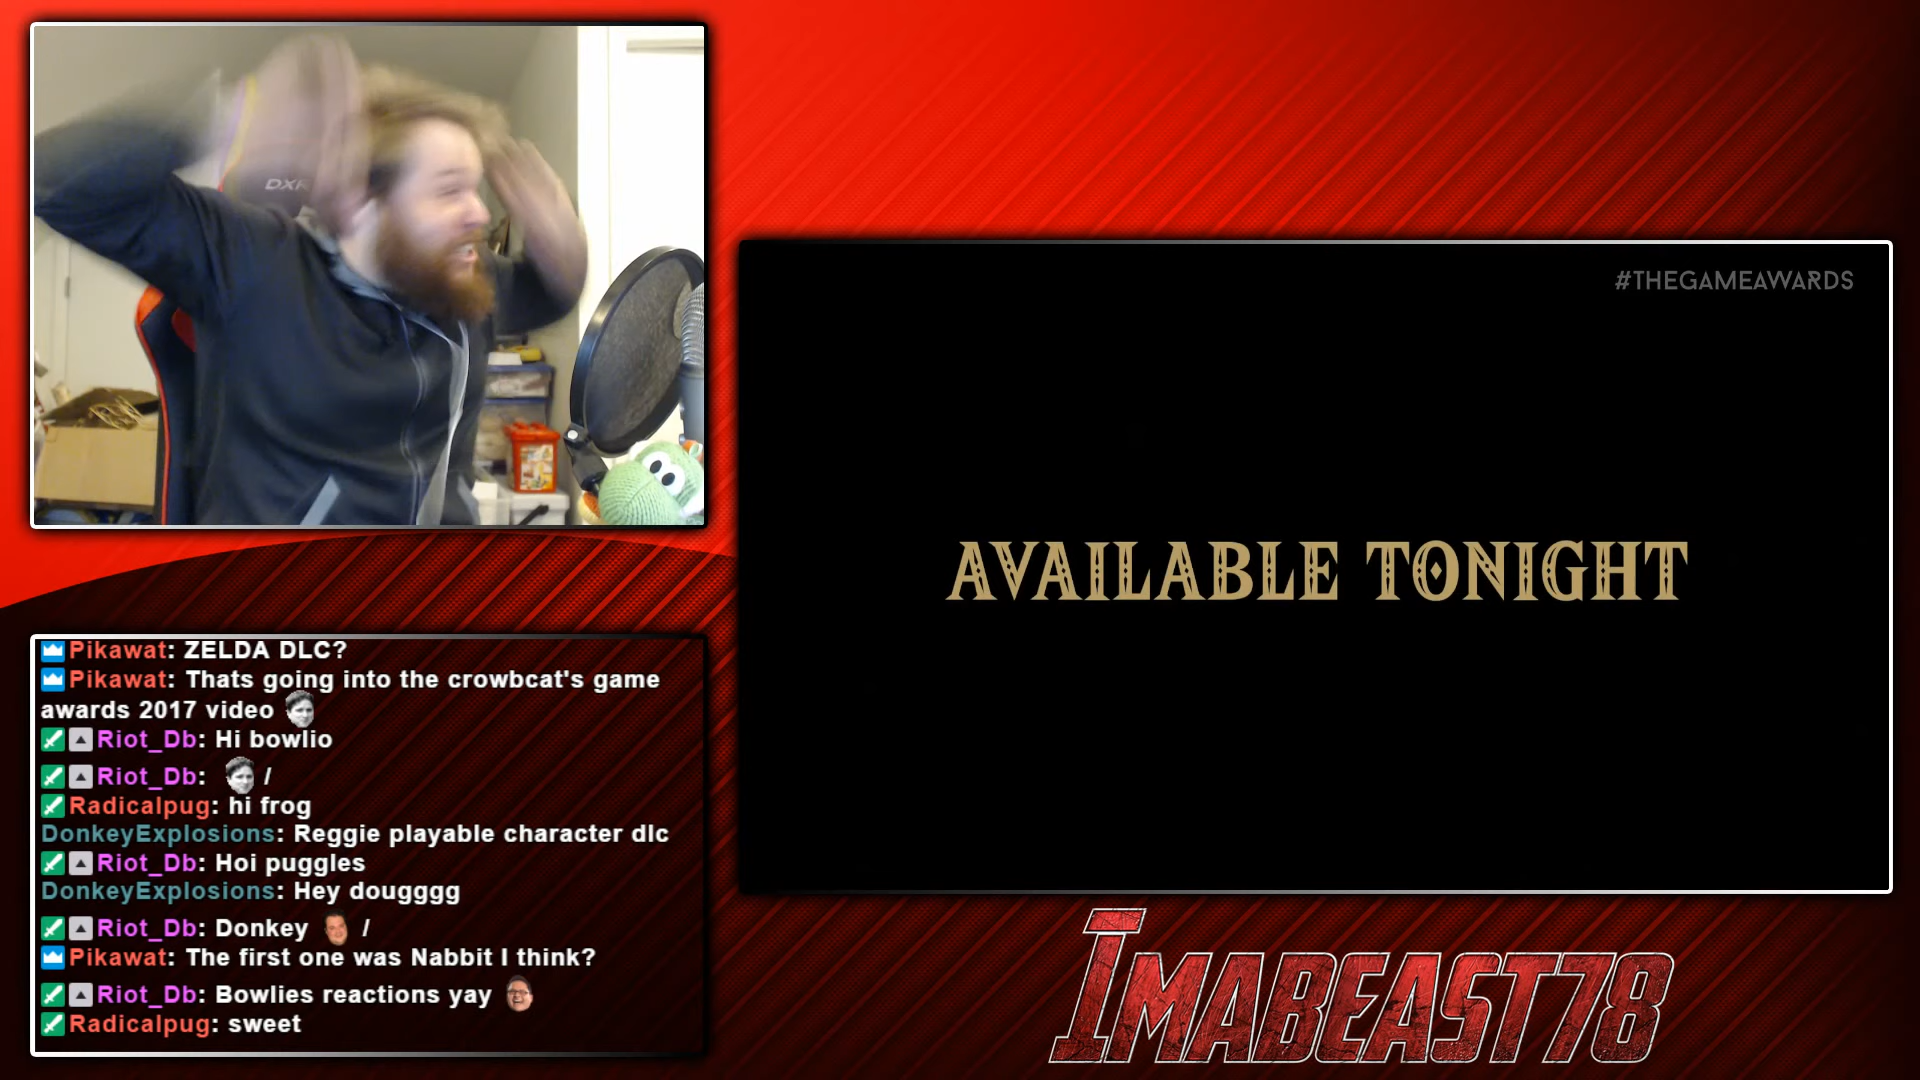 DXR
#THEGAMEAWARDS
AVAILABLE TONIGHT
Pikawat: ZELDA DLC?
Pikawat: Thats going into the crowbcat's game
awards 2017 video
Riot_Db: Hi bowlio
Riot_Db: /
Radicalpug: hi frog
DonkeyExplosions: Reggie playable character dlc
Riot_Db: Hoi puggles
DonkeyExplosions: Hey dougggg
Riot_Db: Donkey /
Pikawat: The first one was Nabbit I think?
Riot_Db: Bowlies reactions yay
Radicalpug: sweet
IMABEAST78